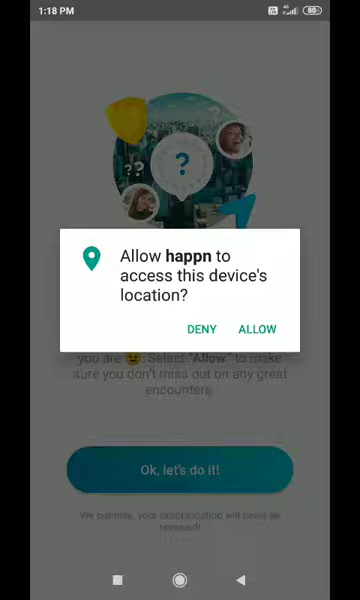 1:18 PM
60
?
??
?
Allow happn to
access this device's
location?
DENY
ALLOW
you are 😉. Select "Allow" to make
sure you don't miss out on any great
encounters
Ok, let's do it!
We promise, your exact location will never be
revealed!